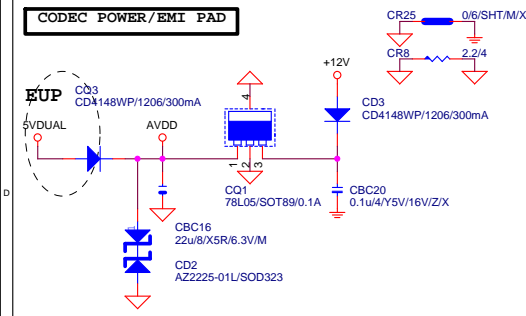 CODEC POWER/EMI PAD
CR25
0/6/SHT/M/X
CR8
2.2/4
+12V
EUP
CQ3
CD4148WP/1206/300mA
5VDUAL
AVDD
4
CD3
CD4148WP/1206/300mA
1
2
3
CQ1
78L05/SOT89/0.1A
CBC20
0.1u/4/Y5V/16V/Z/X
D
CBC16
22u/8/X5R/6.3V/M
CD2
AZ2225-01L/SOD323